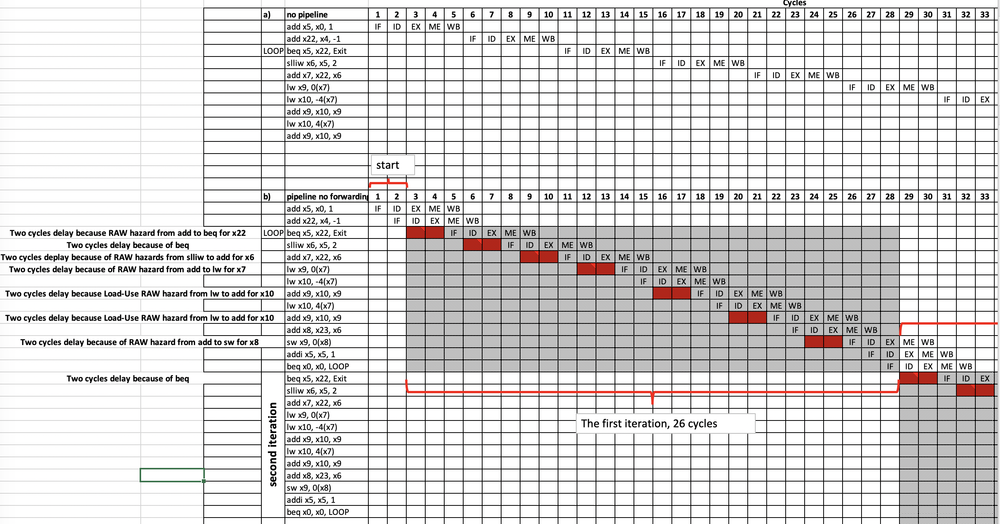 Cycles
a) no pipeline 1 2 3 4 5 6 7 8 9 10 11 12 13 14 15 16 17 18 19 20 21 22 23 24 25 26 27 28 29 30 31 32 33
add x5, x0, 1 IF ID EX ME WB
add x22, x4, -1 IF ID EX ME WB
LOOP beq x5, x22, Exit IF ID EX ME WB
slliw x6, x5, 2 IF ID EX ME WB
add x7, x22, x6 IF ID EX ME WB
lw x9, 0(x7) IF ID EX ME WB
lw x10, -4(x7) IF ID EX
add x9, x10, x9
lw x10, 4(x7)
add x9, x10, x9
start
b) pipeline no forwarding 1 2 3 4 5 6 7 8 9 10 11 12 13 14 15 16 17 18 19 20 21 22 23 24 25 26 27 28 29 30 31 32 33
add x5, x0, 1 IF ID EX ME WB
add x22, x4, -1 IF ID EX ME WB
Two cycles delay because RAW hazard from add to beq for x22 LOOP beq x5, x22, Exit IF ID EX ME WB
Two cycles delay because of beq slliw x6, x5, 2 IF ID EX ME WB
Two cycles deplay because of RAW hazards from slliw to add for x6 add x7, x22, x6 IF ID EX ME WB
Two cycles delay because of RAW hazard from add to lw for x7 lw x9, 0(x7) IF ID EX ME WB
lw x10, -4(x7) IF ID EX ME WB
Two cycles delay because Load-Use RAW hazard from lw to add for x10 add x9, x10, x9 IF ID EX ME WB
lw x10, 4(x7) IF ID EX ME WB
Two cycles delay because Load-Use RAW hazard from lw to add for x10 add x9, x10, x9 IF ID EX ME WB
add x8, x23, x6 IF ID EX ME WB
Two cycles delay because of RAW hazard from add to sw for x8 sw x9, 0(x8) IF ID EX ME WB
addi x5, x5, 1 IF ID EX ME WB
beq x0, x0, LOOP IF ID EX ME WB
Two cycles delay because of beq beq x5, x22, Exit IF ID EX
slliw x6, x5, 2
add x7, x22, x6
lw x9, 0(x7)
The first iteration, 26 cycles
lw x10, -4(x7)
add x9, x10, x9
lw x10, 4(x7)
second iteration
add x9, x10, x9
add x8, x23, x6
sw x9, 0(x8)
addi x5, x5, 1
beq x0, x0, LOOP